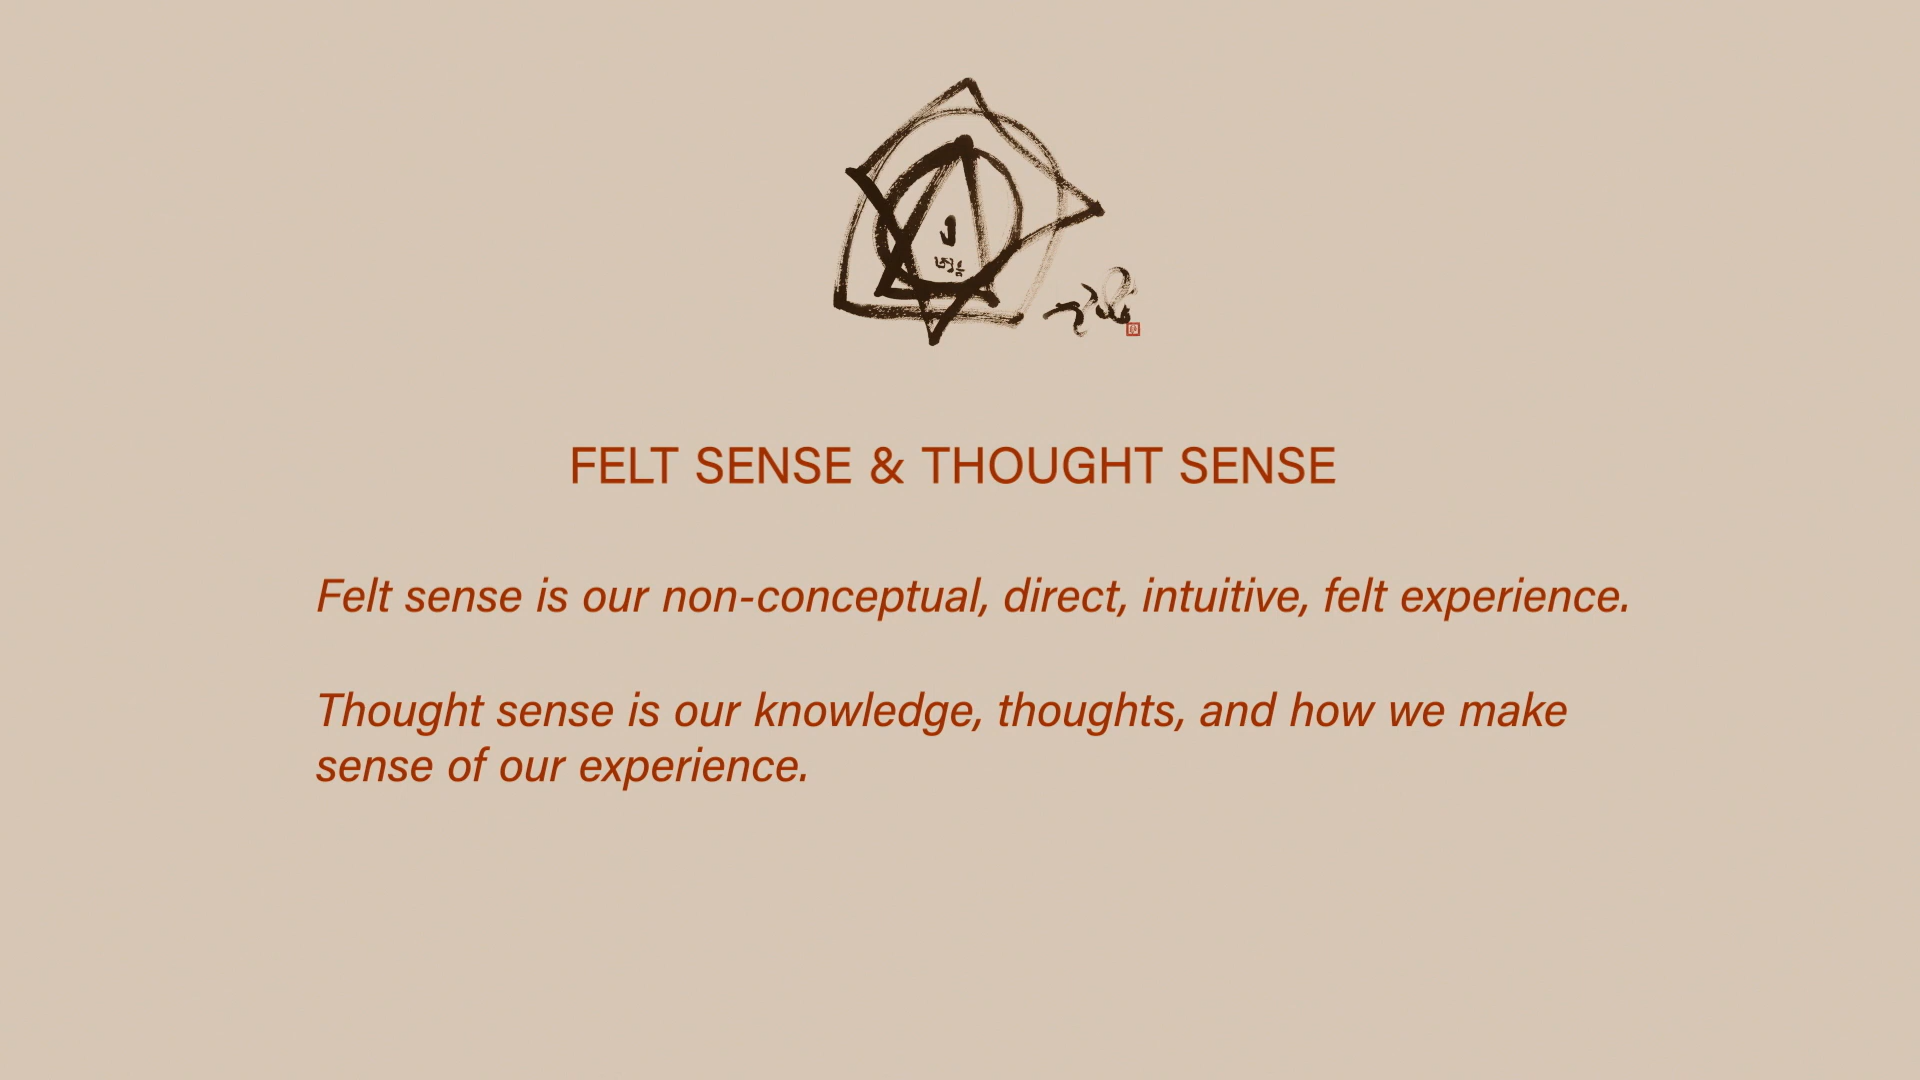 FELT SENSE & THOUGHT SENSE
Felt sense is our non-conceptual, direct, intuitive, felt experience.
Thought sense is our knowledge, thoughts, and how we make
sense of our experience.